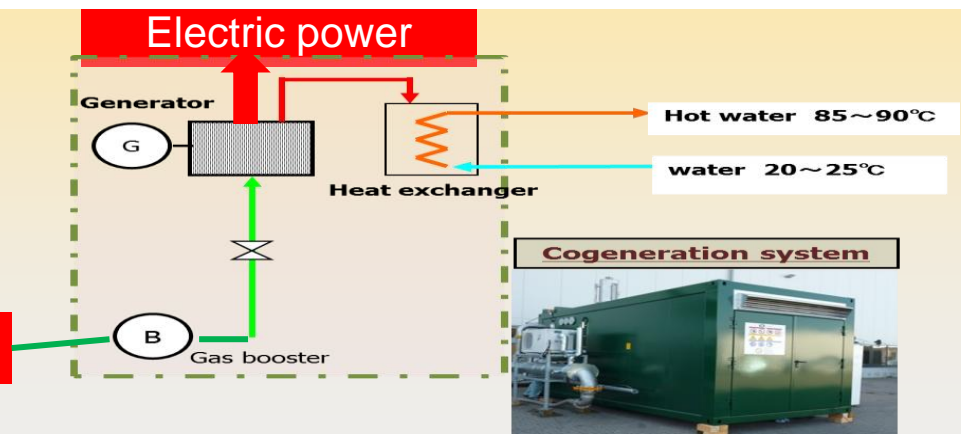 Electric power
Generator
G
Hot water 85～90℃
water 20～25℃
Heat exchanger
Cogeneration system
B
Gas booster